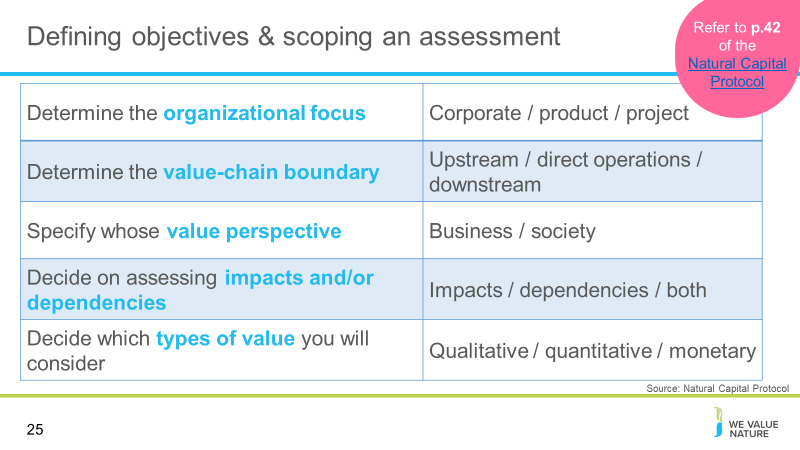 Defining objectives & scoping an assessment
Refer to p.42
of the
Natural Capital
Protocol
Determine the organizational focus
Corporate / product / project
Determine the value-chain boundary
Upstream / direct operations /
downstream
Specify whose value perspective
Business / society
Decide on assessing impacts and/or
dependencies
Impacts / dependencies / both
Decide which types of value you will
consider
Qualitative / quantitative / monetary
Source: Natural Capital Protocol
25
WE VALUE
NATURE